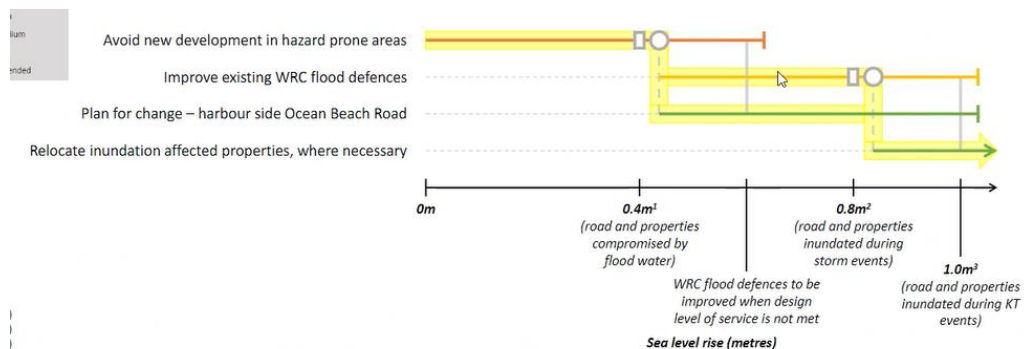 Avoid new development in hazard prone areas
Improve existing WRC flood defences
Plan for change – harbour side Ocean Beach Road
Relocate inundation affected properties, where necessary
0m
0.4m¹
(road and properties
compromised by
flood water)
WRC flood defences to be
improved when design
level of service is not met
0.8m²
(road and properties
inundated during
storm events)
1.0m³
(road and properties
inundated during KT
events)
Sea level rise (metres)